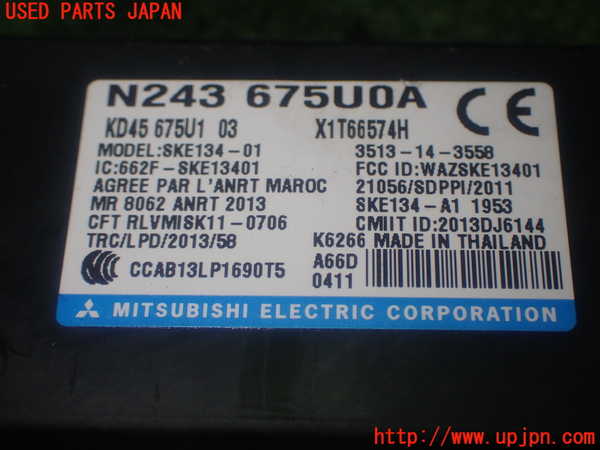 USED PARTS JAPAN
N243 675U0A
KD45 675U1 03 X1T66574H
MODEL:SKE134-01 3513-14-3558
IC:662F-SKE13401 FCC ID:WAZSKE13401
AGREE PAR L'ANRT MAROC 21056/SDPPI/2011
MR 8062 ANRT 2013 SKE134-A1 1953
CFT RLVMISK11-0706 CMIIT ID:2013DJ6144
TRC/LPD/2013/58 K6266 MADE IN THAILAND
CCAB13LP1690T5 A66D
0411
MITSUBISHI ELECTRIC CORPORATION
http://www.upjpn.com/